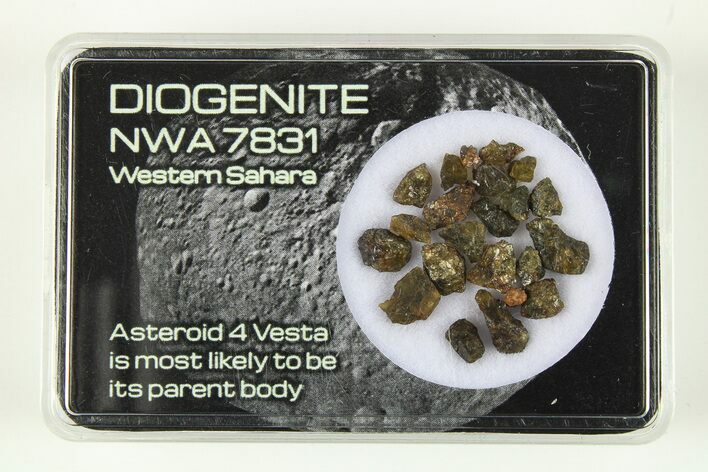 DIOGENITE
NWA 7831
Western Sahara
Asteroid 4 Vesta
is most likely to be
its parent body